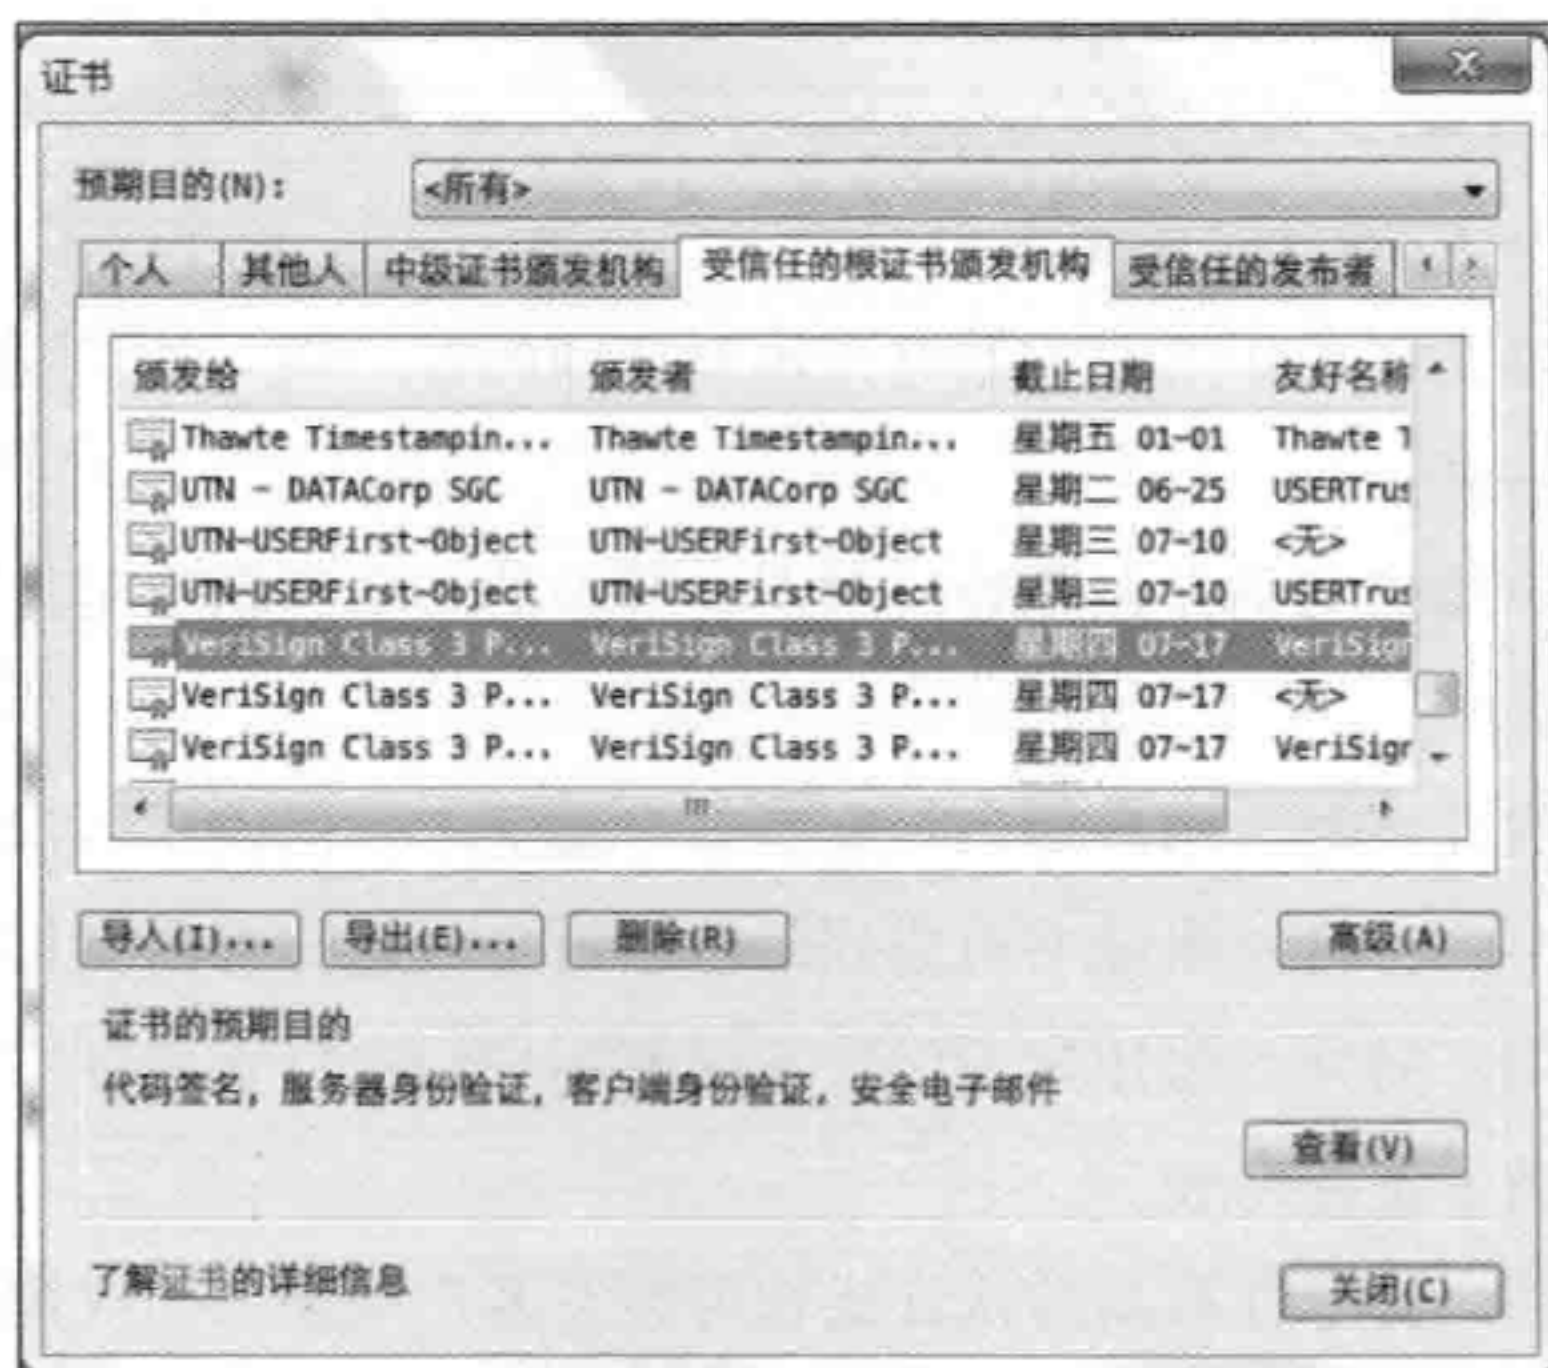 证书
预期目的(N): <所有>
个人 其他人 中级证书颁发机构 受信任的根证书颁发机构 受信任的发布者
颁发给 颁发者 截止日期 友好名称
Thawte Timestampin... Thawte Timestampin... 星期五 01-01 Thawte T
UTN - DATACorp SGC UTN - DATACorp SGC 星期二 06-25 USERTrus
UTN-USERFirst-Object UTN-USERFirst-Object 星期三 07-10 <无>
UTN-USERFirst-Object UTN-USERFirst-Object 星期三 07-10 USERTrus
VeriSign Class 3 P... VeriSign Class 3 P... 星期四 07-17 VeriSign
VeriSign Class 3 P... VeriSign Class 3 P... 星期四 07-17 <无>
VeriSign Class 3 P... VeriSign Class 3 P... 星期四 07-17 VeriSign
导入(I)... 导出(E)... 删除(R) 高级(A)
证书的预期目的
代码签名，服务器身份验证，客户端身份验证，安全电子邮件
查看(V)
了解证书的详细信息
关闭(C)